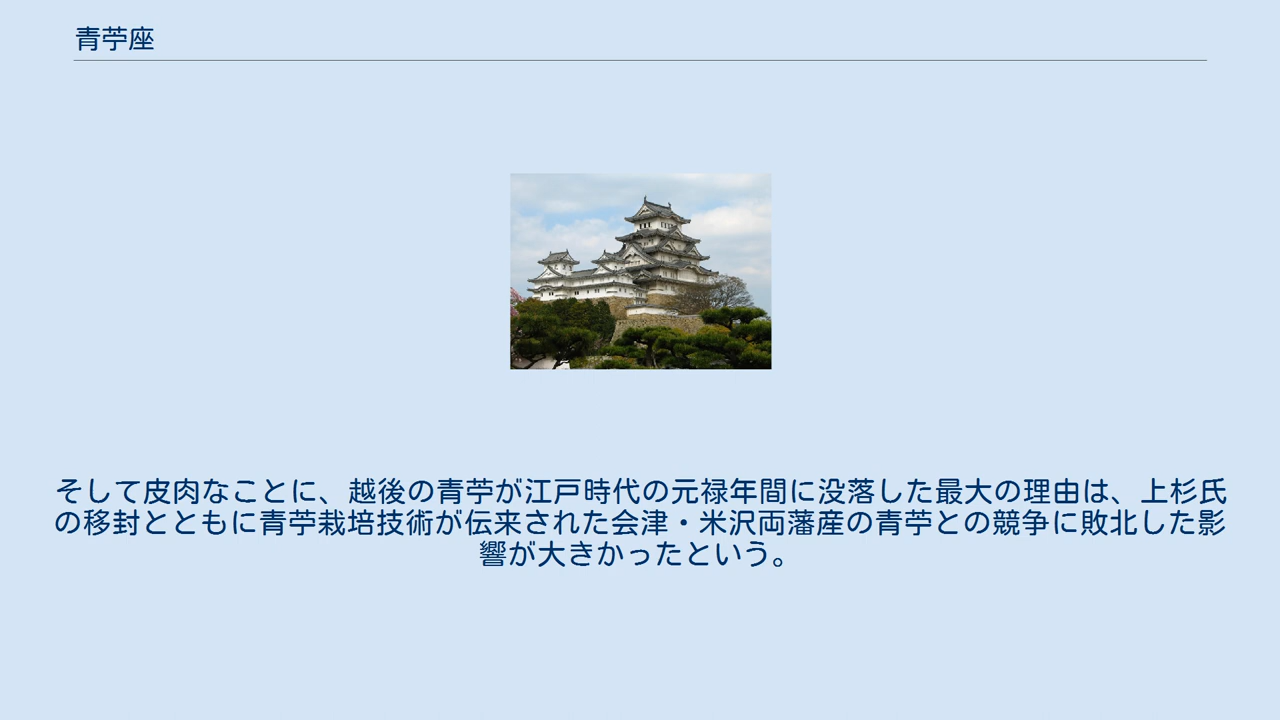 青苧座
そして皮肉なことに、越後の青苧が江戸時代の元禄年間に没落した最大の理由は、上杉氏
の移封とともに青苧栽培技術が伝来された会津・米沢両藩産の青苧との競争に敗北した影
響が大きかったという。